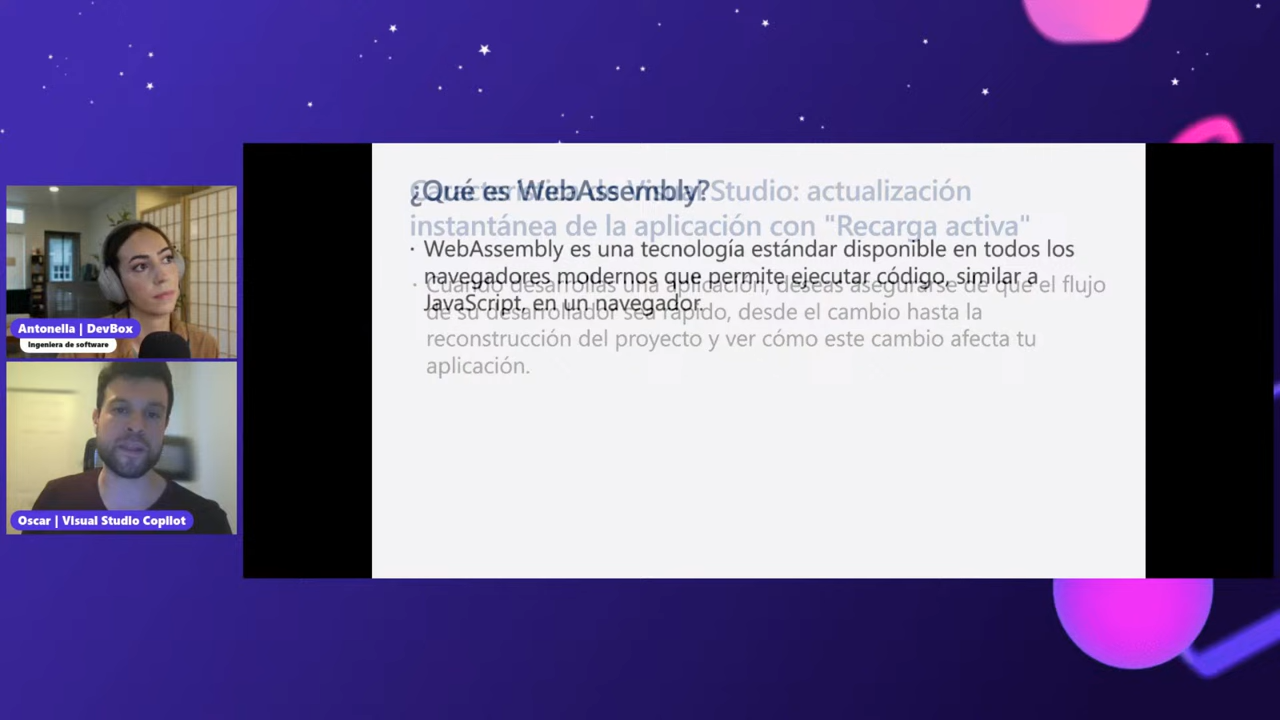 ¿Qué es WebAssembly?
Característica de Visual Studio: actualización
instantánea de la aplicación con "Recarga activa"
· WebAssembly es una tecnología estándar disponible en todos los
navegadores modernos que permite ejecutar código, similar a
JavaScript, en un navegador.
· Cuando desarrollas una aplicación, deseas asegurarse de que el flujo
de su desarrollador sea rápido, desde el cambio hasta la
reconstrucción del proyecto y ver cómo este cambio afecta tu
aplicación.
Antonella | DevBox
Ingeniera de software
Oscar | Visual Studio Copilot